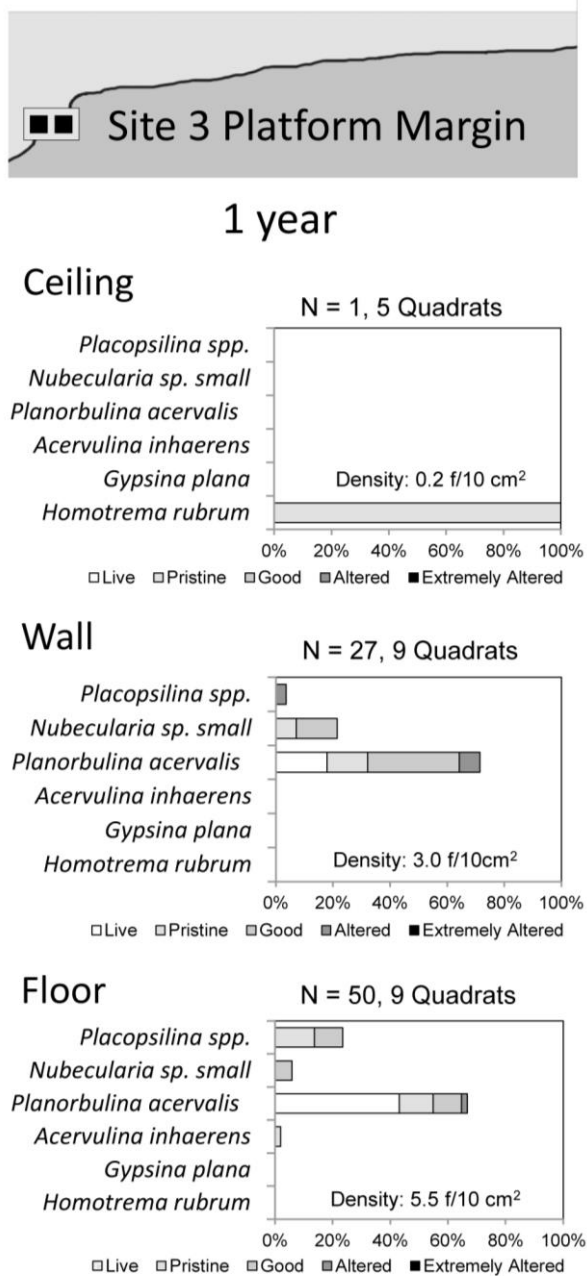 Site 3 Platform Margin
1 year
Ceiling
N = 1, 5 Quadrats
Placopsilina spp.
Nubecularia sp. small
Planorbulina acervalis
Acervulina inhaerens
Gypsina plana
Density: 0.2 f/10 cm²
Homotrema rubrum
0% 20% 40% 60% 80% 100%
Live Pristine Good Altered Extremely Altered
Wall
N = 27, 9 Quadrats
Placopsilina spp.
Nubecularia sp. small
Planorbulina acervalis
Acervulina inhaerens
Gypsina plana
Homotrema rubrum
Density: 3.0 f/10cm²
0% 20% 40% 60% 80% 100%
Live Pristine Good Altered Extremely Altered
Floor
N = 50, 9 Quadrats
Placopsilina spp.
Nubecularia sp. small
Planorbulina acervalis
Acervulina inhaerens
Gypsina plana
Homotrema rubrum
Density: 5.5 f/10 cm²
0% 20% 40% 60% 80% 100%
Live Pristine Good Altered Extremely Altered